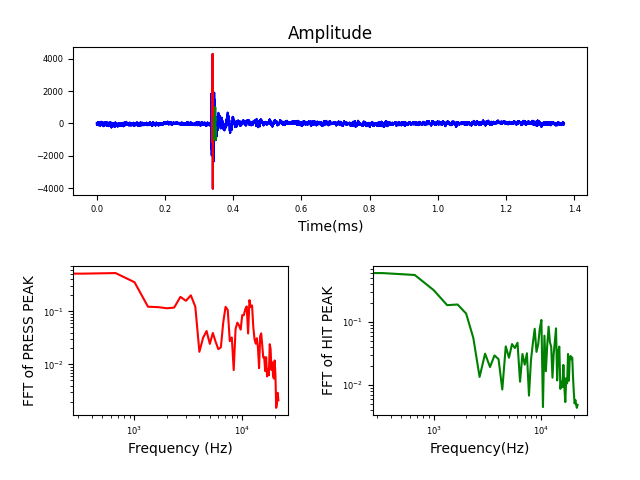 Amplitude
4000
2000
0
−2000
−4000
0.0 0.2 0.4 0.6 0.8 1.0 1.2 1.4
Time(ms)
FFT of PRESS PEAK
10⁻¹
10⁻²
10³ 10⁴
Frequency (Hz)
FFT of HIT PEAK
10⁻¹
10⁻²
10³ 10⁴
Frequency(Hz)